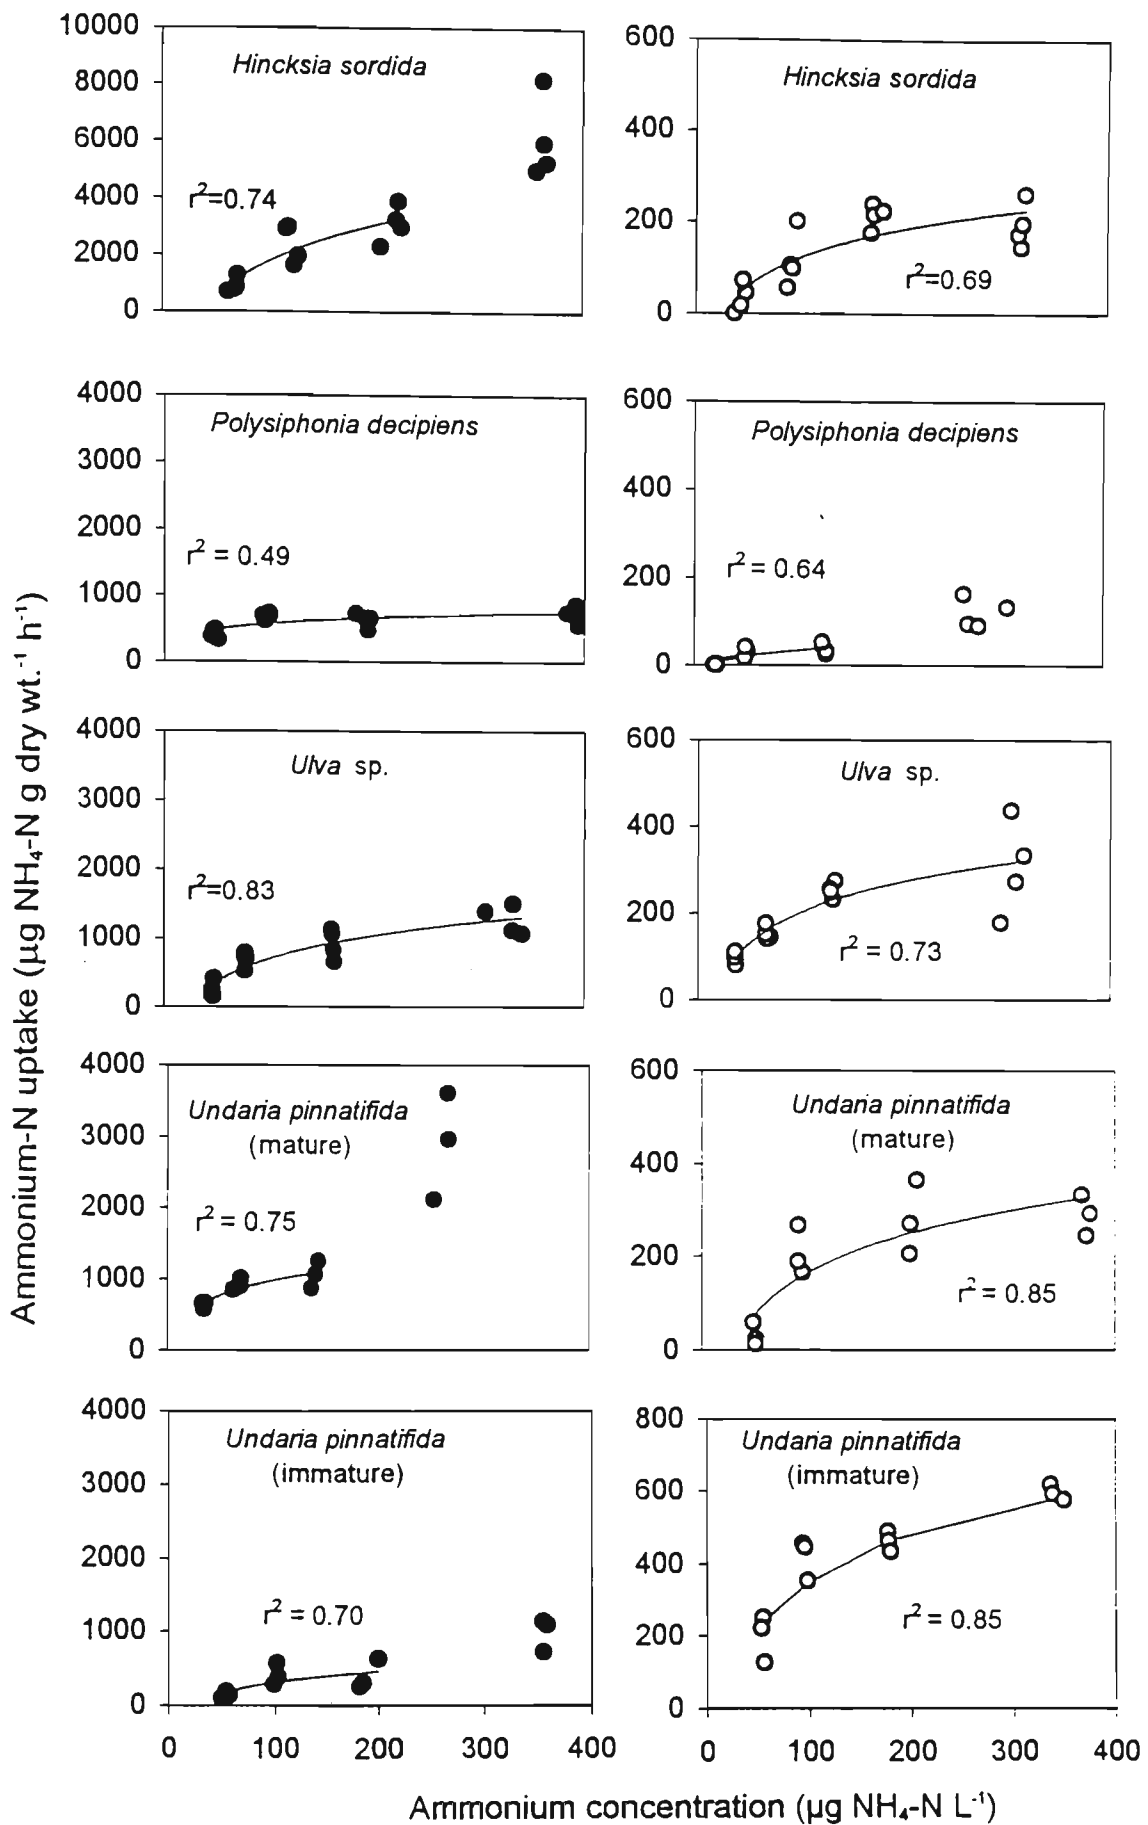 Ammonium-N uptake (µg NH₄-N g dry wt.⁻¹ h⁻¹)
10000
8000
6000
4000
2000
0
Hincksia sordida
r²=0.74
600
400
200
0
Hincksia sordida
r²=0.69
4000
3000
2000
1000
0
Polysiphonia decipiens
r² = 0.49
600
400
200
0
Polysiphonia decipiens
r² = 0.64
4000
3000
2000
1000
0
Ulva sp.
r²=0.83
600
400
200
0
Ulva sp.
r² = 0.73
4000
3000
2000
1000
0
Undaria pinnatifida
(mature)
r² = 0.75
600
400
200
0
Undaria pinnatifida
(mature)
r² = 0.85
4000
3000
2000
1000
0
Undaria pinnatifida
(immature)
r² = 0.70
0 100 200 300 400
800
600
400
200
0
Undaria pinnatifida
(immature)
r² = 0.85
0 100 200 300 400
Ammonium concentration (µg NH₄-N L⁻¹)